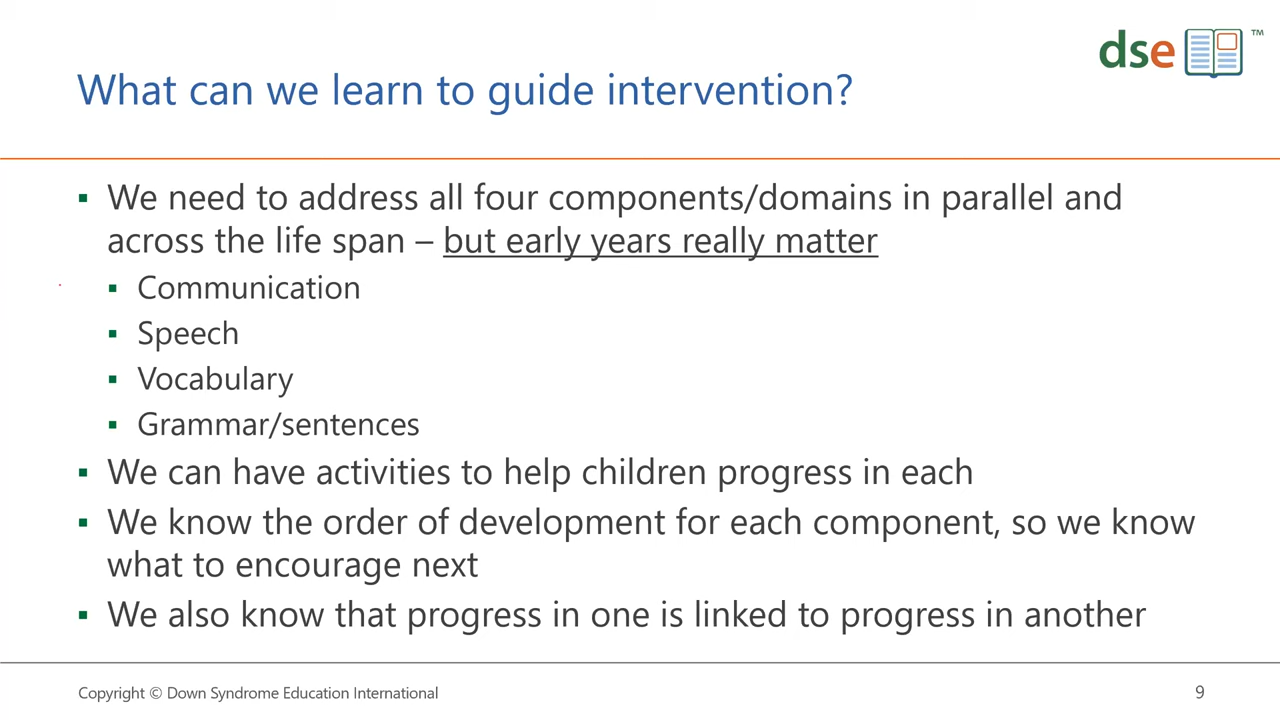 dse ™
What can we learn to guide intervention?
▪ We need to address all four components/domains in parallel and
across the life span – but early years really matter
▪ Communication
▪ Speech
▪ Vocabulary
▪ Grammar/sentences
▪ We can have activities to help children progress in each
▪ We know the order of development for each component, so we know
what to encourage next
▪ We also know that progress in one is linked to progress in another
Copyright © Down Syndrome Education International
9